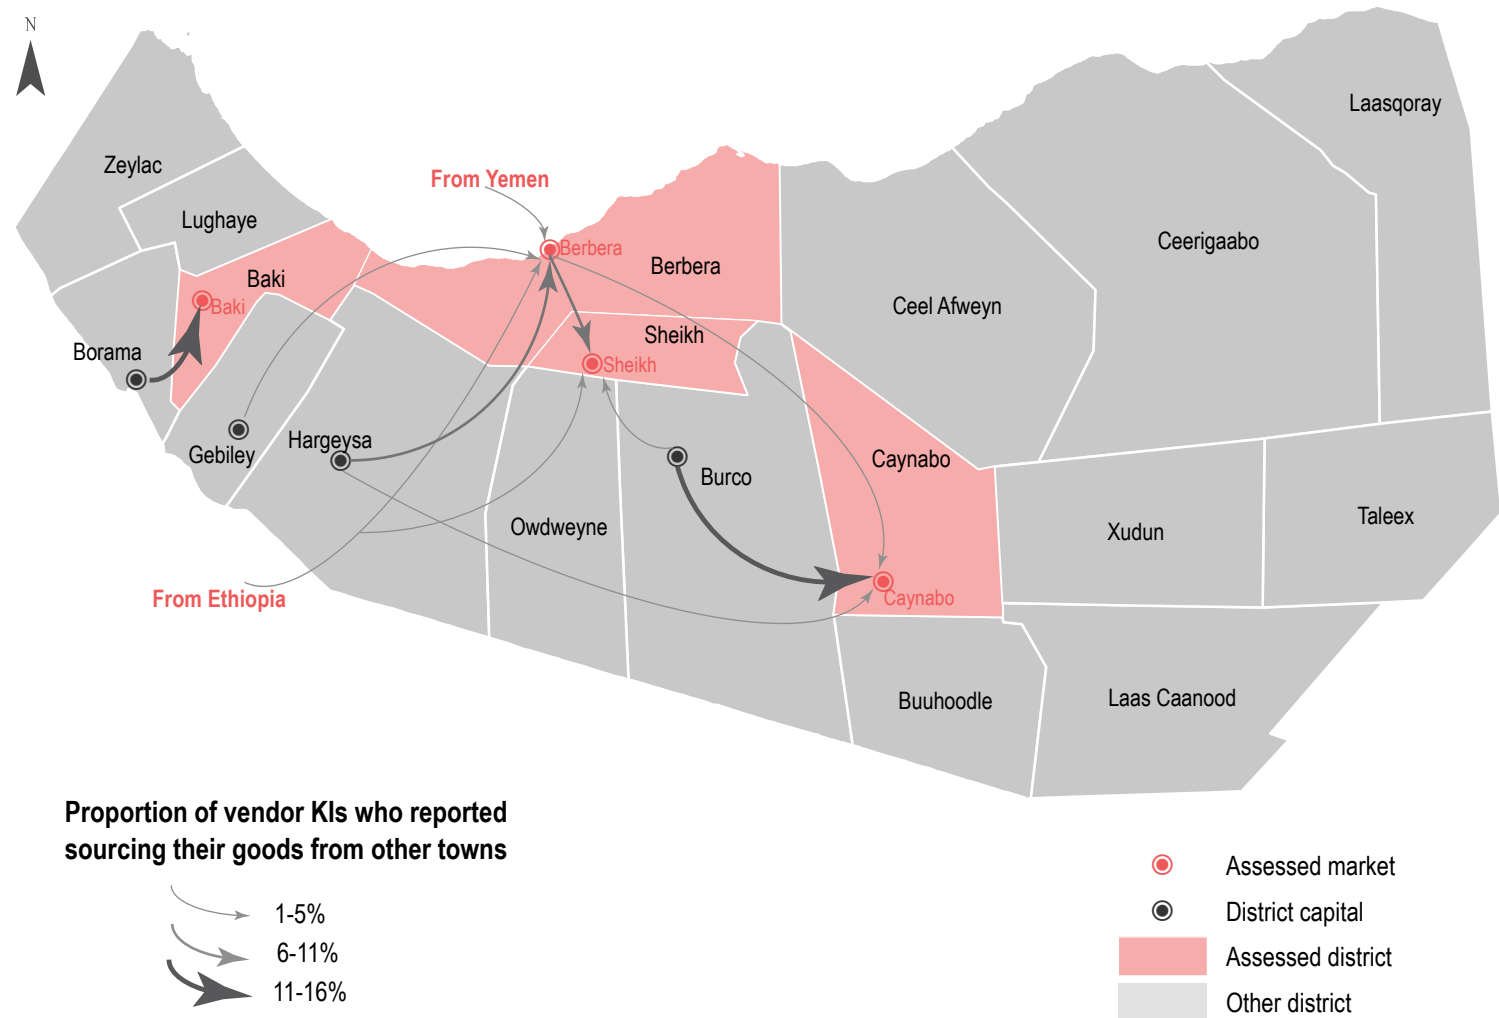 N
Laasqoray
Zeylac
From Yemen
Lughaye
Ceerigaabo
Berbera
Berbera
Baki
Baki
Ceel Afweyn
Sheikh
Borama
Sheikh
Hargeysa
Gebiley
Caynabo
Burco
Owdweyne
Taleex
Xudun
From Ethiopia
Caynabo
Buuhoodle
Laas Caanood
Proportion of vendor KIs who reported
sourcing their goods from other towns
1-5%
6-11%
11-16%
Assessed market
District capital
Assessed district
Other district